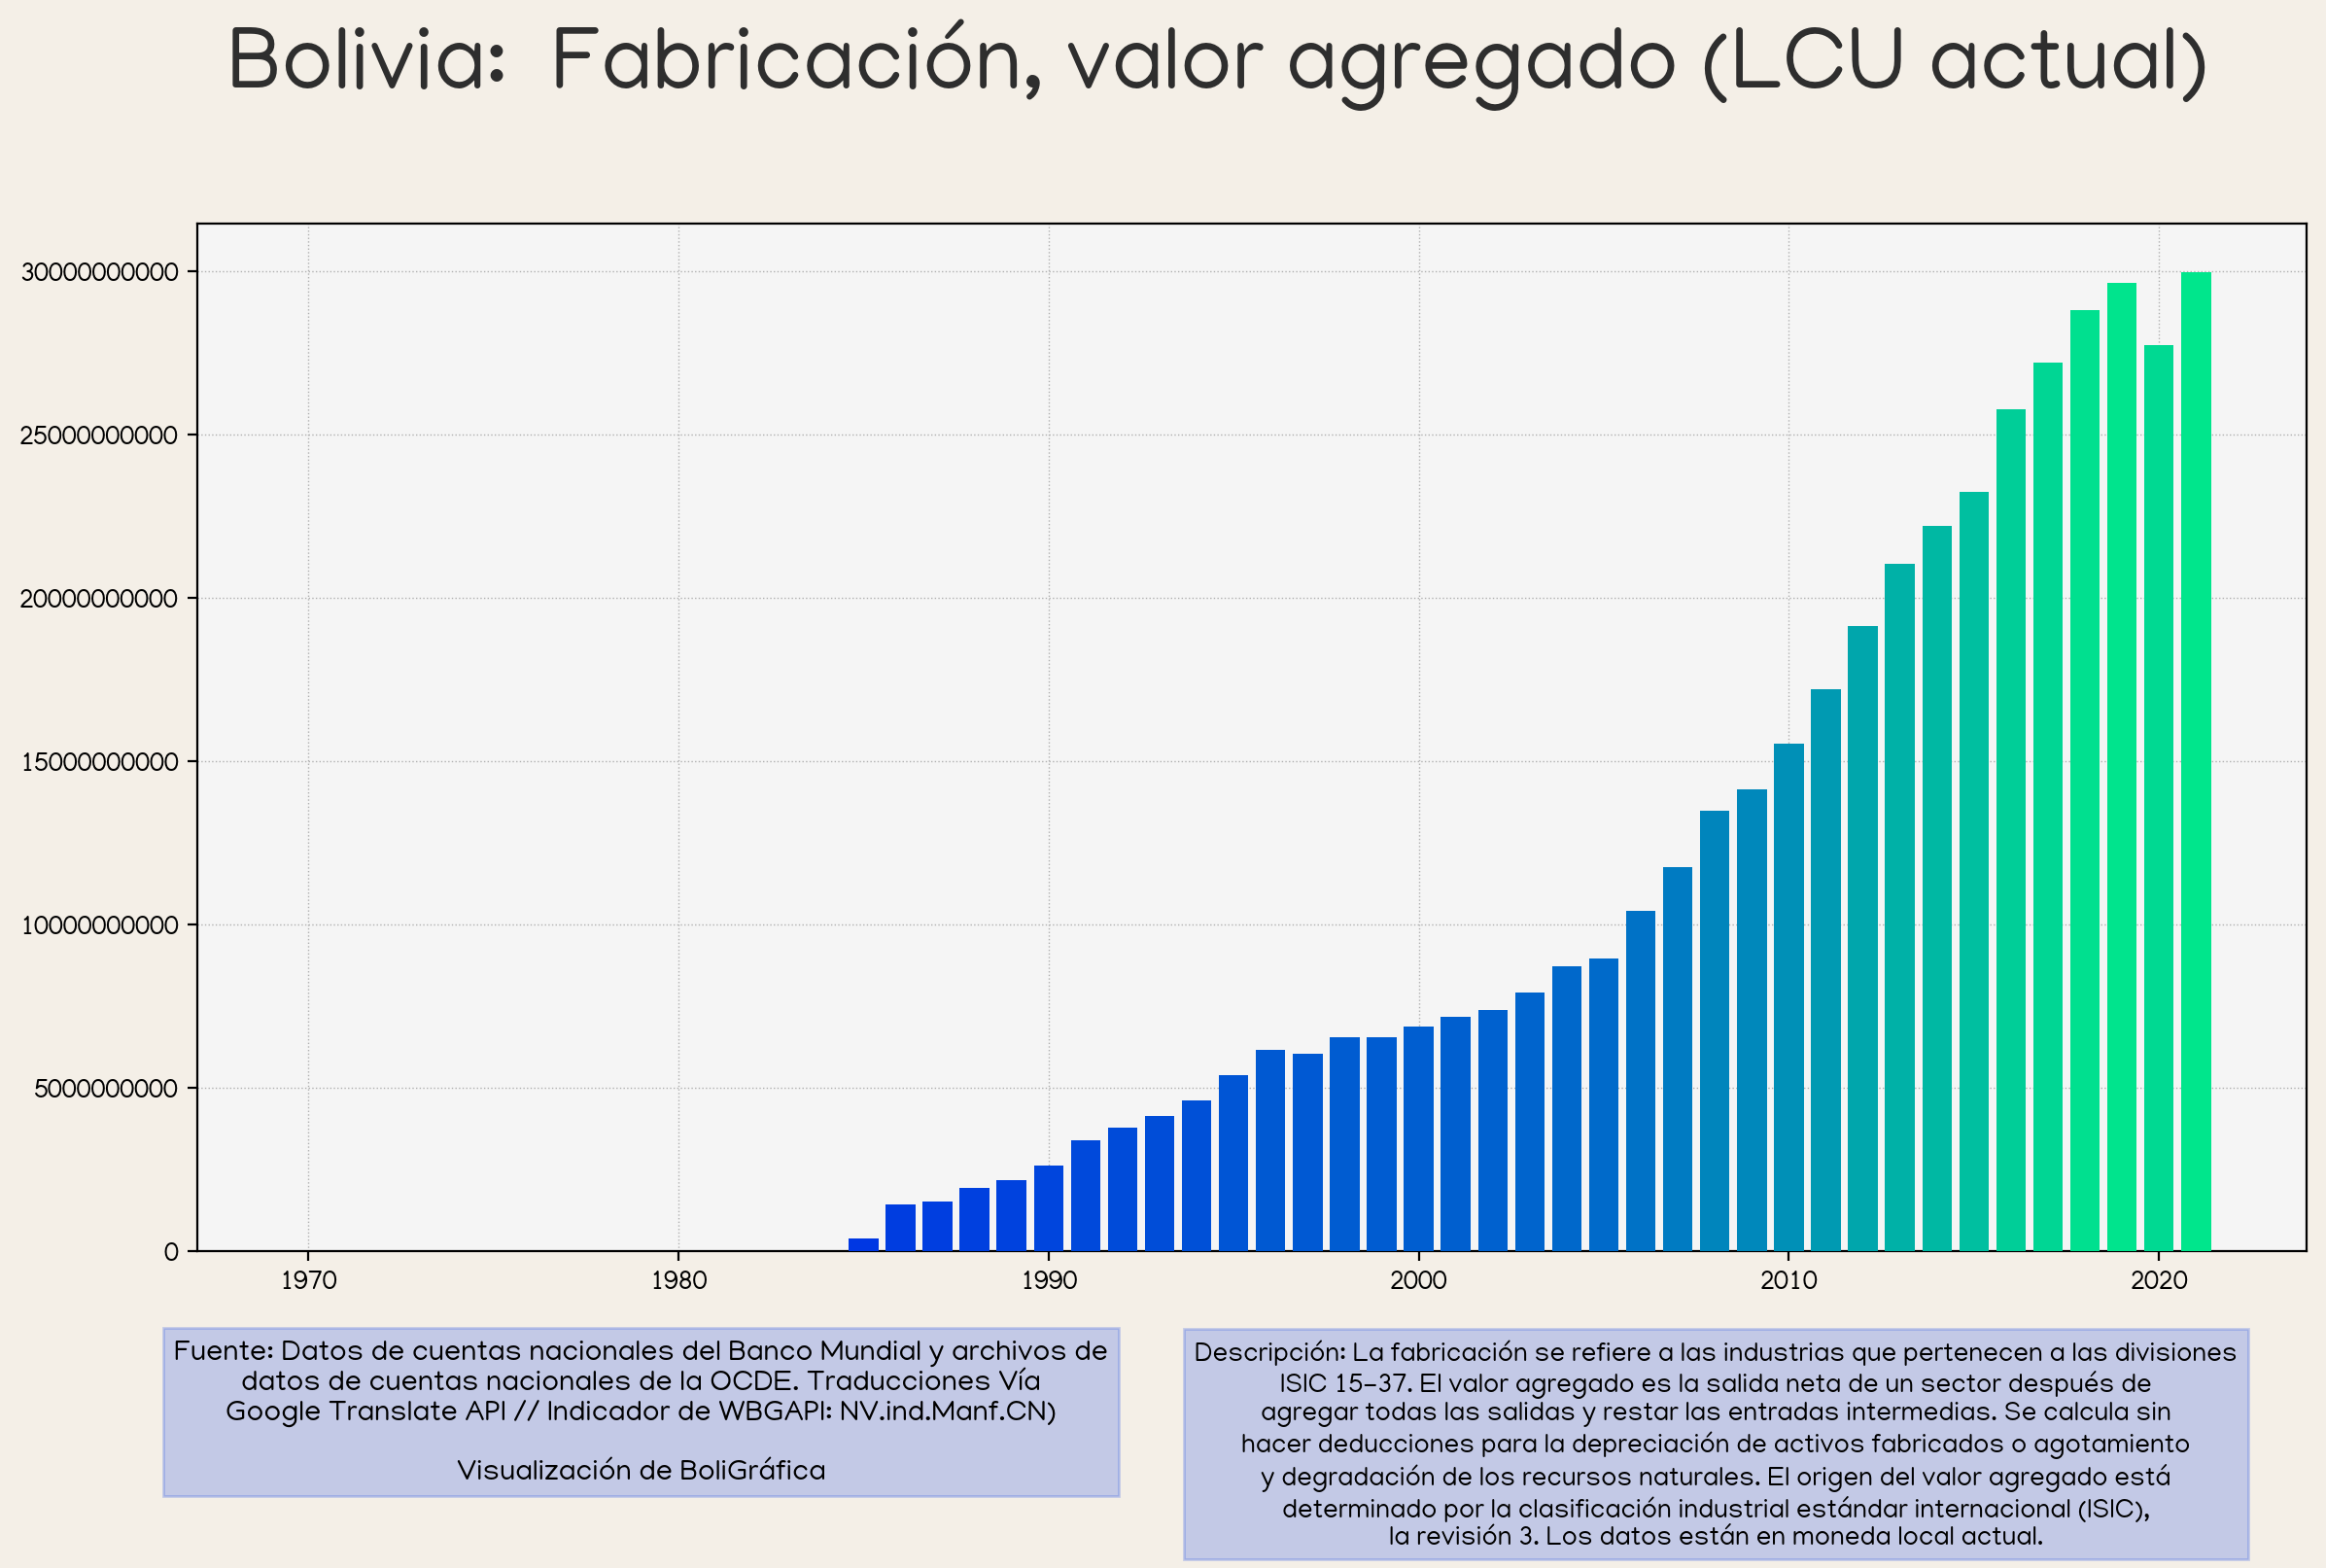 Bolivia: Fabricación, valor agregado (LCU actual)
30000000000
25000000000
20000000000
15000000000
10000000000
5000000000
0
1970 1980 1990 2000 2010 2020
Fuente: Datos de cuentas nacionales del Banco Mundial y archivos de
datos de cuentas nacionales de la OCDE. Traducciones Vía
Google Translate API // Indicador de WBGAPI: NV.ind.Manf.CN)
Visualización de BoliGráfica
Descripción: La fabricación se refiere a las industrias que pertenecen a las divisiones
ISIC 15-37. El valor agregado es la salida neta de un sector después de
agregar todas las salidas y restar las entradas intermedias. Se calcula sin
hacer deducciones para la depreciación de activos fabricados o agotamiento
y degradación de los recursos naturales. El origen del valor agregado está
determinado por la clasificación industrial estándar internacional (ISIC),
la revisión 3. Los datos están en moneda local actual.